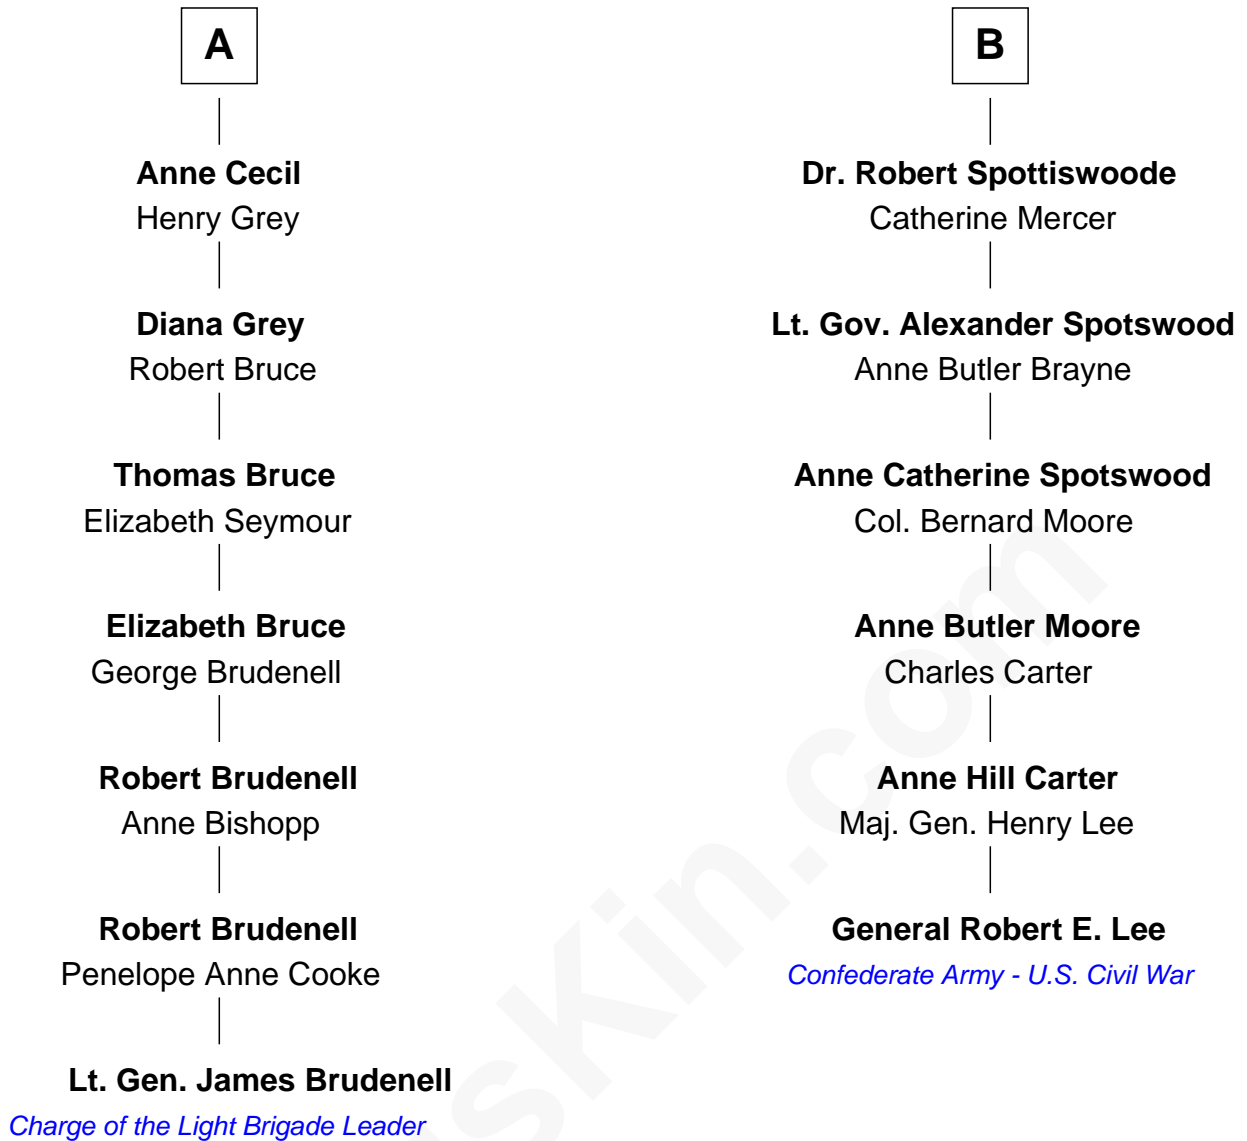 A
Anne Cecil
Henry Grey
Diana Grey
Robert Bruce
Thomas Bruce
Elizabeth Seymour
Elizabeth Bruce
George Brudenell
Robert Brudenell
Anne Bishopp
Robert Brudenell
Penelope Anne Cooke
Lt. Gen. James Brudenell
Charge of the Light Brigade Leader
B
Dr. Robert Spottiswoode
Catherine Mercer
Lt. Gov. Alexander Spotswood
Anne Butler Brayne
Anne Catherine Spotswood
Col. Bernard Moore
Anne Butler Moore
Charles Carter
Anne Hill Carter
Maj. Gen. Henry Lee
General Robert E. Lee
Confederate Army - U.S. Civil War
sKin.com